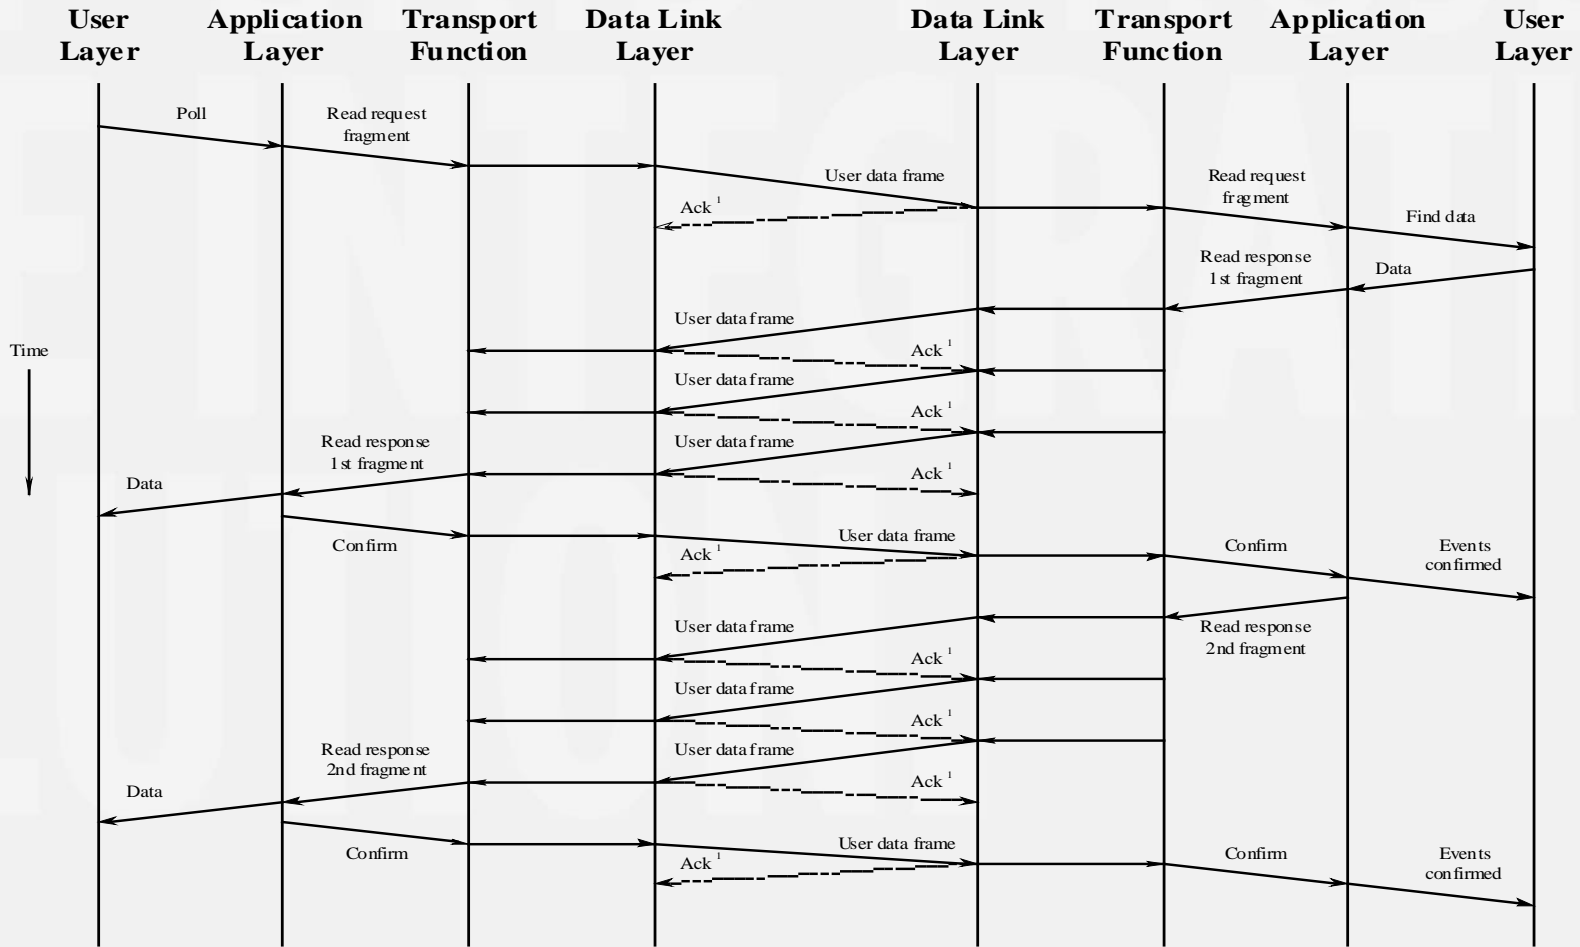 User Layer
Application Layer
Transport Function
Data Link Layer
Data Link Layer
Transport Function
Application Layer
User Layer
Poll
Read request
fragment
User data frame
Read request
fragment
Ack 1
Find data
Read response
1st fragment
Data
User data frame
Time
Ack 1
User data frame
Ack 1
Read response
1st fragment
User data frame
Ack 1
Data
Confirm
User data frame
Ack 1
Confirm
Events
confirmed
User data frame
Read response
2nd fragment
Ack 1
User data frame
Ack 1
Read response
2nd fragment
User data frame
Ack 1
Data
Confirm
User data frame
Ack 1
Confirm
Events
confirmed